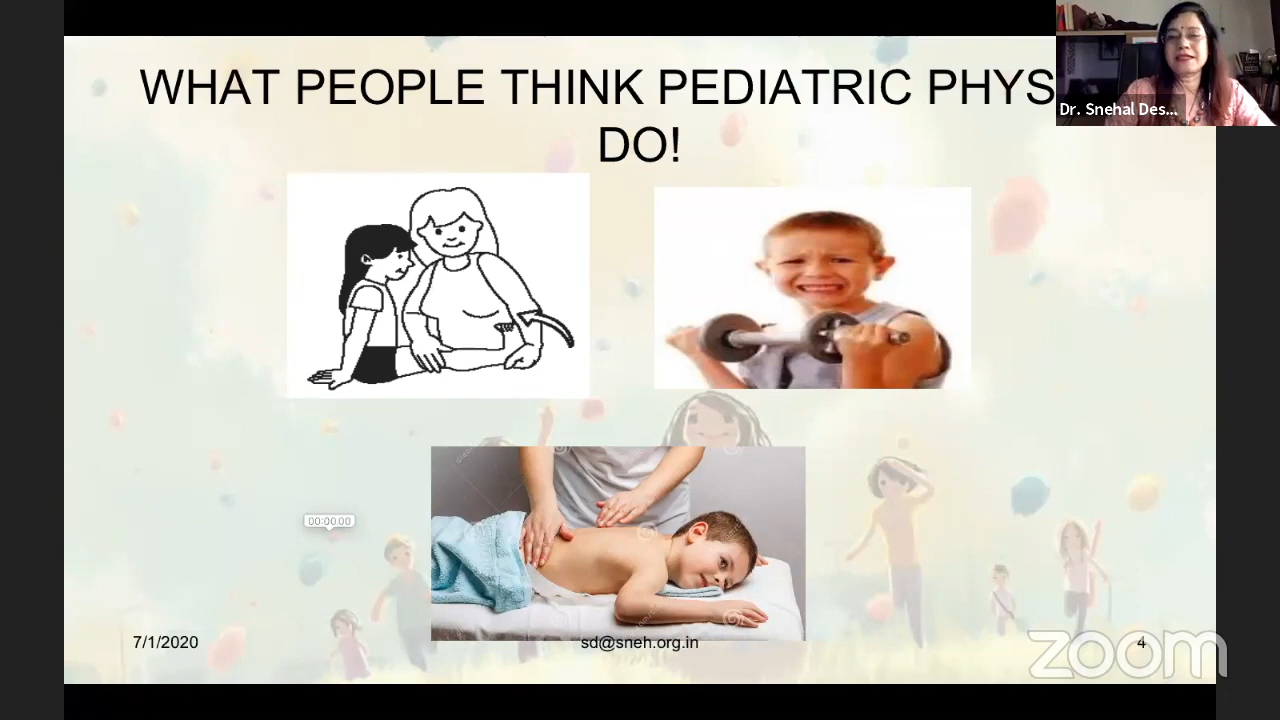 WHAT PEOPLE THINK PEDIATRIC PHYS
DO!
Dr. Snehal Des...
00:00.00
7/1/2020
sd@sneh.org.in
4
zoom